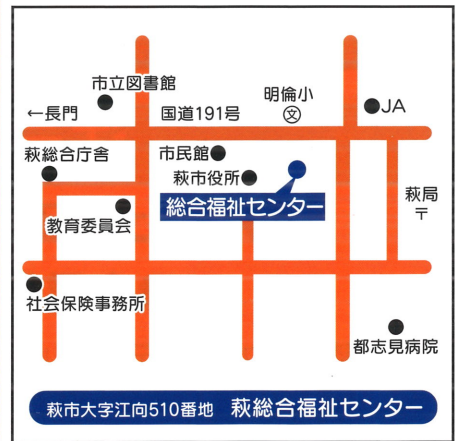 市立図書館
←長門
国道191号
明倫小
文
JA
萩総合庁舎
市民館
萩市役所
萩局
〒
教育委員会
総合福祉センター
社会保険事務所
都志見病院
萩市大字江向510番地 萩総合福祉センター